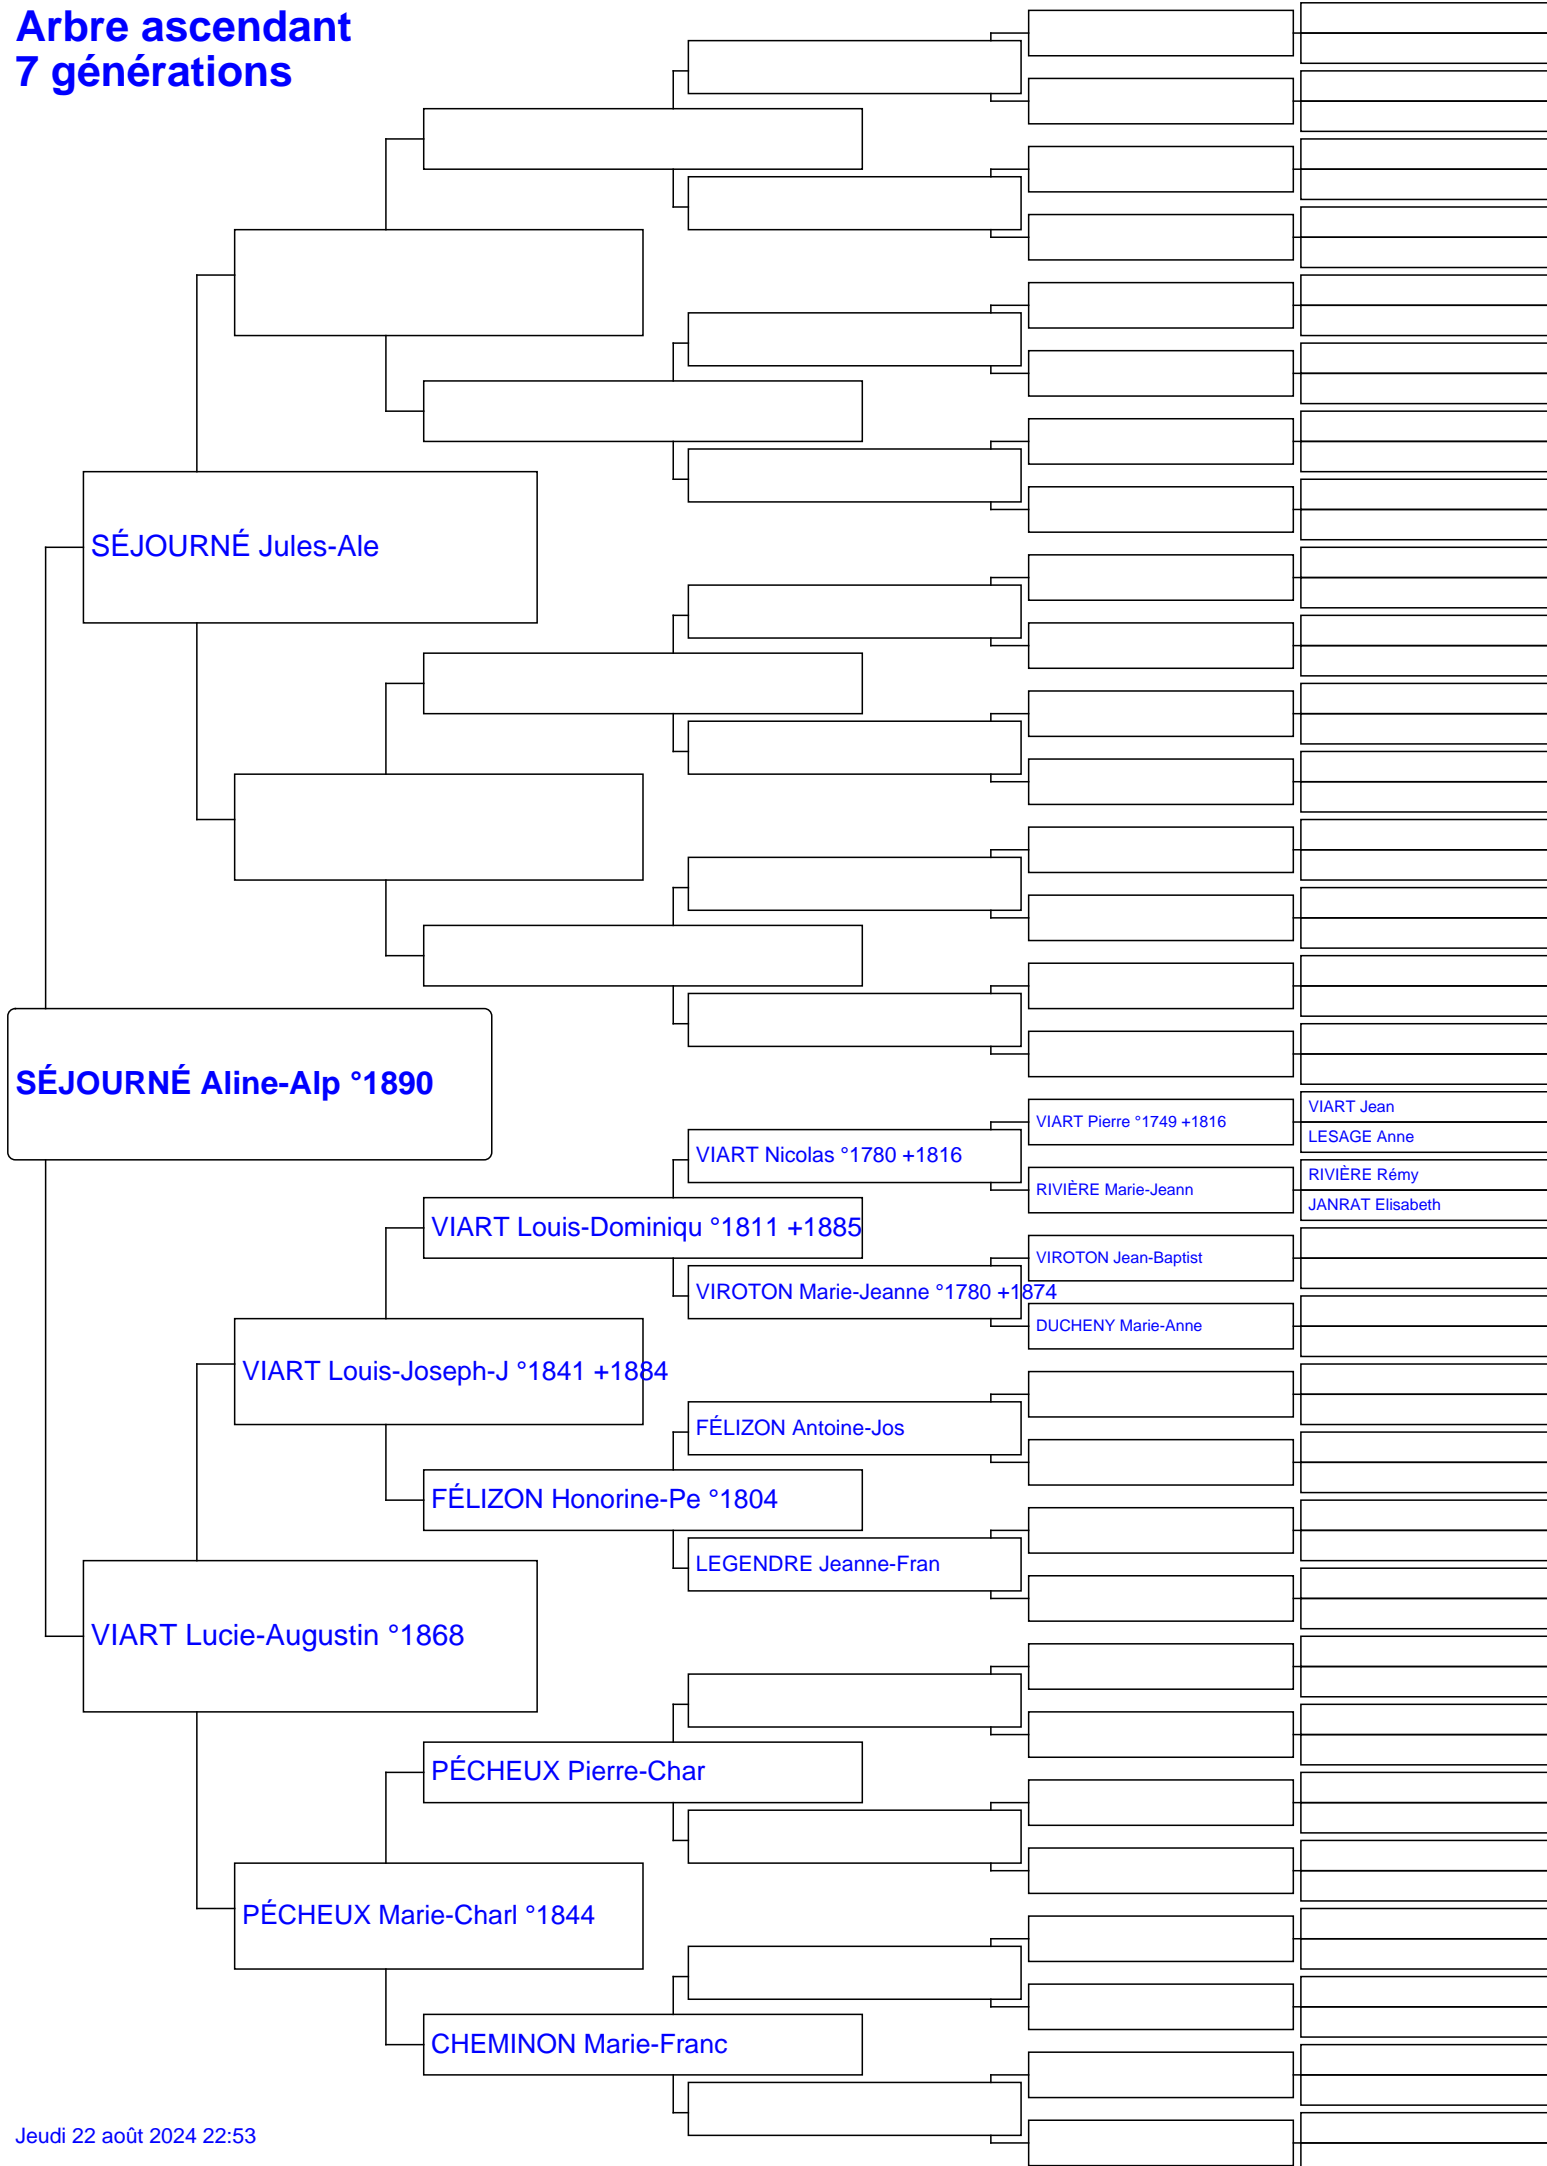 Arbre ascendant
7 générations
SÉJOURNÉ Jules-Ale
SÉJOURNÉ Aline-Alp °1890
VIART Pierre °1749 +1816
VIART Jean
LESAGE Anne
VIART Nicolas °1780 +1816
RIVIÈRE Marie-Jeann
RIVIÈRE Rémy
JANRAT Elisabeth
VIART Louis-Dominiqu °1811 +1885
VIROTON Jean-Baptist
VIROTON Marie-Jeanne °1780 +1874
DUCHENY Marie-Anne
VIART Louis-Joseph-J °1841 +1884
FÉLIZON Antoine-Jos
FÉLIZON Honorine-Pe °1804
LEGENDRE Jeanne-Fran
VIART Lucie-Augustin °1868
PÉCHEUX Pierre-Char
PÉCHEUX Marie-Charl °1844
CHEMINON Marie-Franc
Jeudi 22 août 2024 22:53